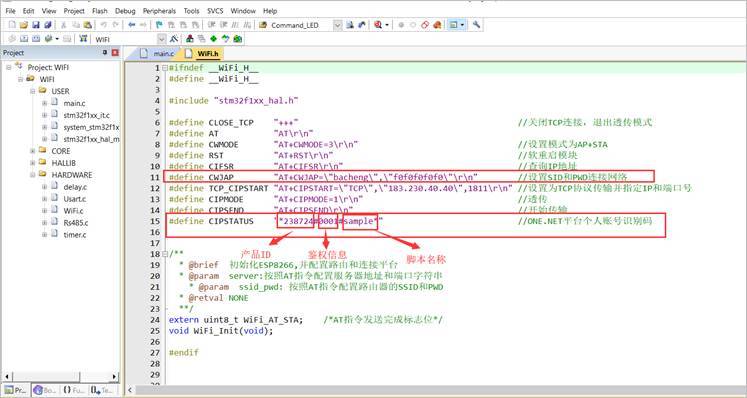 File Edit View Project Flash Debug Peripherals Tools SVCS Window Help
Command_LED
WIFI
Project
main.c WiFi.h
Project: WIFI
WIFI
USER
main.c
stm32f1xx_it.c
system_stm32f1x
stm32f1xx_hal_m
CORE
HALLIB
HARDWARE
delay.c
Usart.c
WiFi.c
Rs485.c
timer.c
1 #ifndef __WiFi_H__
2 #define __WiFi_H__
3
4 #include "stm32f1xx_hal.h"
5
6 #define CLOSE_TCP "+++" //关闭TCP连接，退出透传模式
7 #define AT "AT\r\n"
8 #define CWMODE "AT+CWMODE=3\r\n" //设置模式为AP+STA
9 #define RST "AT+RST\r\n" //软重启模块
10 #define CIFSR "AT+CIFSR\r\n" //查询IP地址
11 #define CWJAP "AT+CWJAP=\"bacheng\",\"f0f0f0f0\"\r\n" //设置SID和PWD连接网络
12 #define TCP_CIPSTART "AT+CIPSTART=\"TCP\",\"183.230.40.40\",1811\r\n" //设置为TCP协议传输并指定IP和端口号
13 #define CIPMODE "AT+CIPMODE=1\r\n" //透传
14 #define CIPSEND "AT+CIPSEND\r\n" //开始传输
15 #define CIPSTATUS "*238724#0001#sample*" //ONE.NET平台个人账号识别码
16
产品ID 鉴权信息 脚本名称
18 /**
19 * @brief 初始化ESP8266,并配置路由和连接平台
20 * @param server:按照AT指令配置服务器地址和端口字符串
21 * @param ssid_pwd: 按照AT指令配置路由器的SSID和PWD
22 * @retval NONE
23 **/
24 extern uint8_t WiFi_AT_STA; /*AT指令发送完成标志位*/
25 void WiFi_Init(void);
26
27 #endif
28
29
Pr... Bo... Fu... Te...